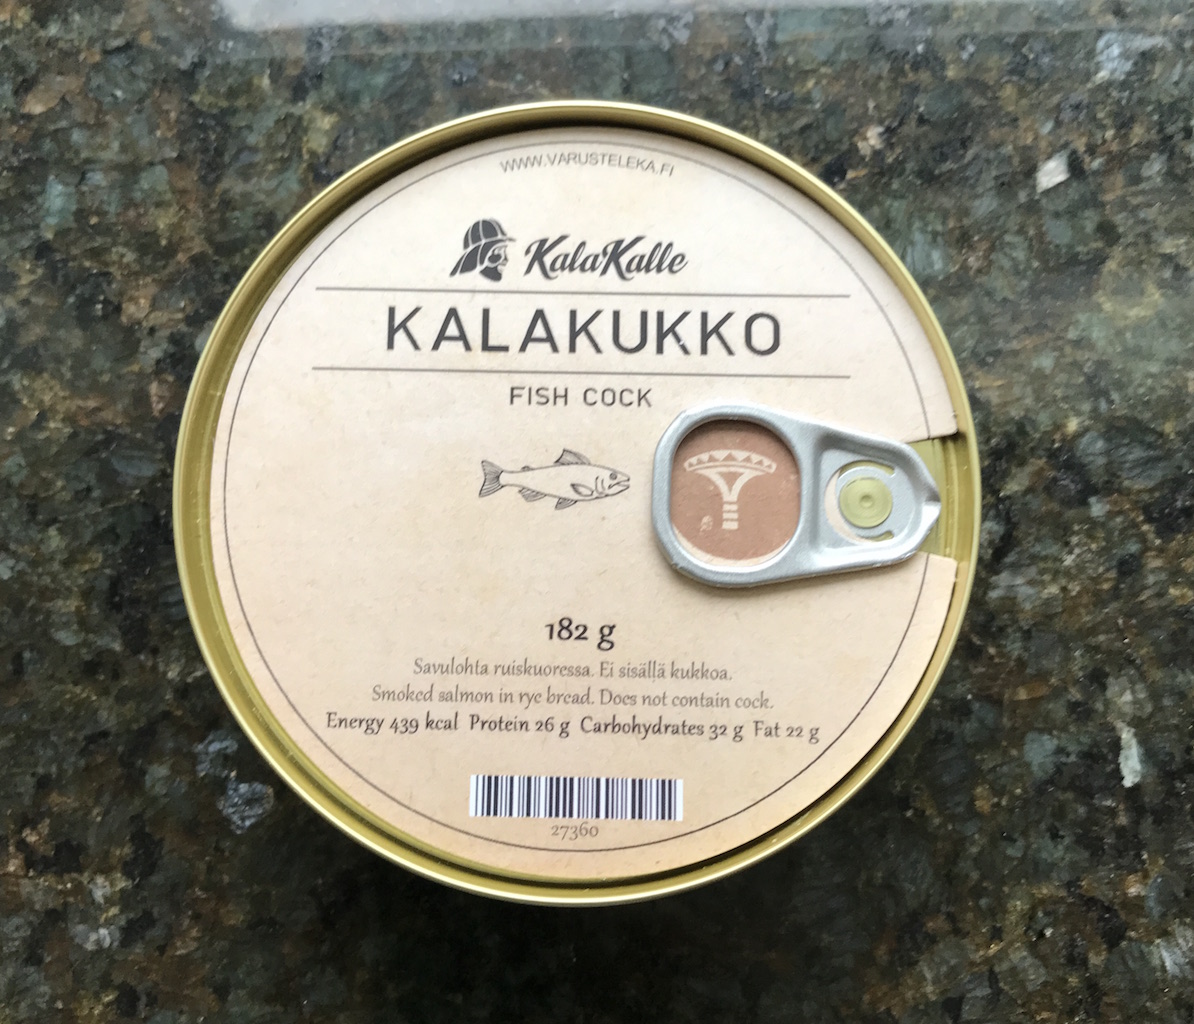 WWW.VARUSTELEKA.FI
KalaKalle
KALAKUKKO
FISH COCK
182 g
Savulohta ruiskuoressa. Ei sisällä kukkoa.
Smoked salmon in rye bread. Does not contain cock.
Energy 439 kcal Protein 26 g Carbohydrates 32 g Fat 22 g
27360